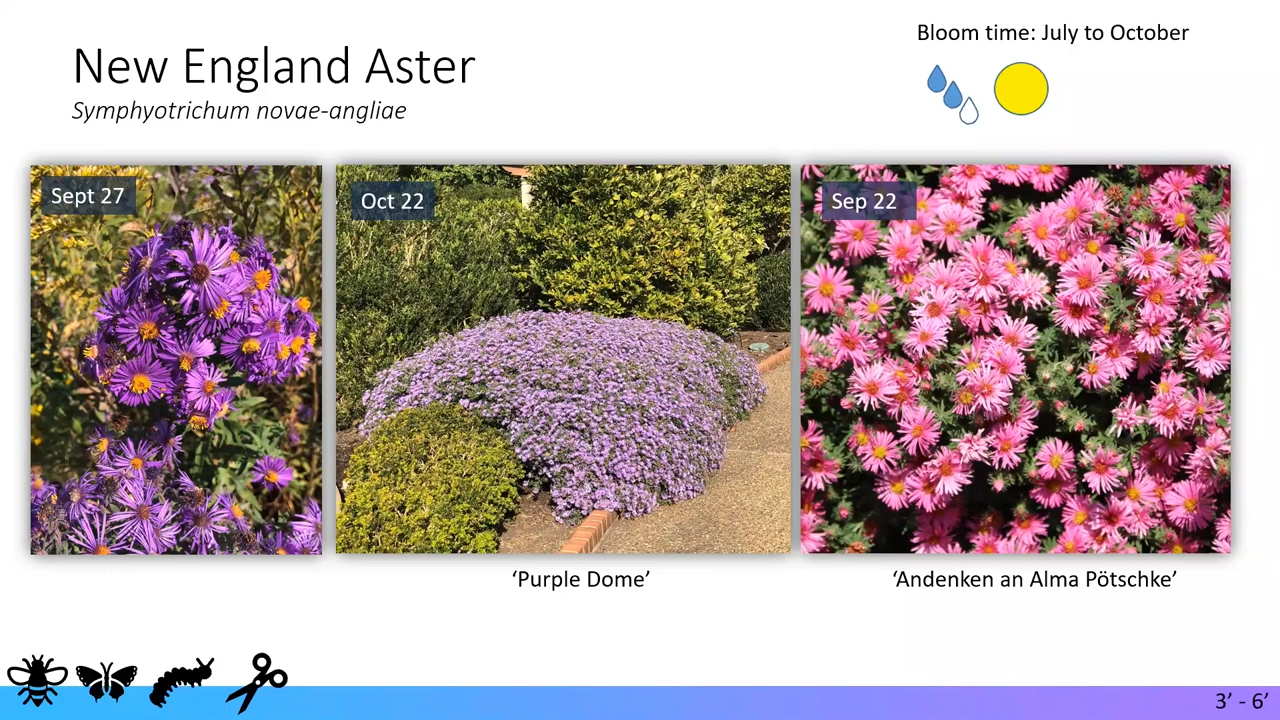 New England Aster
Symphyotrichum novae-angliae
Bloom time: July to October
Sept 27
Oct 22
Sep 22
‘Purple Dome’
‘Andenken an Alma Pötschke’
3’ - 6’